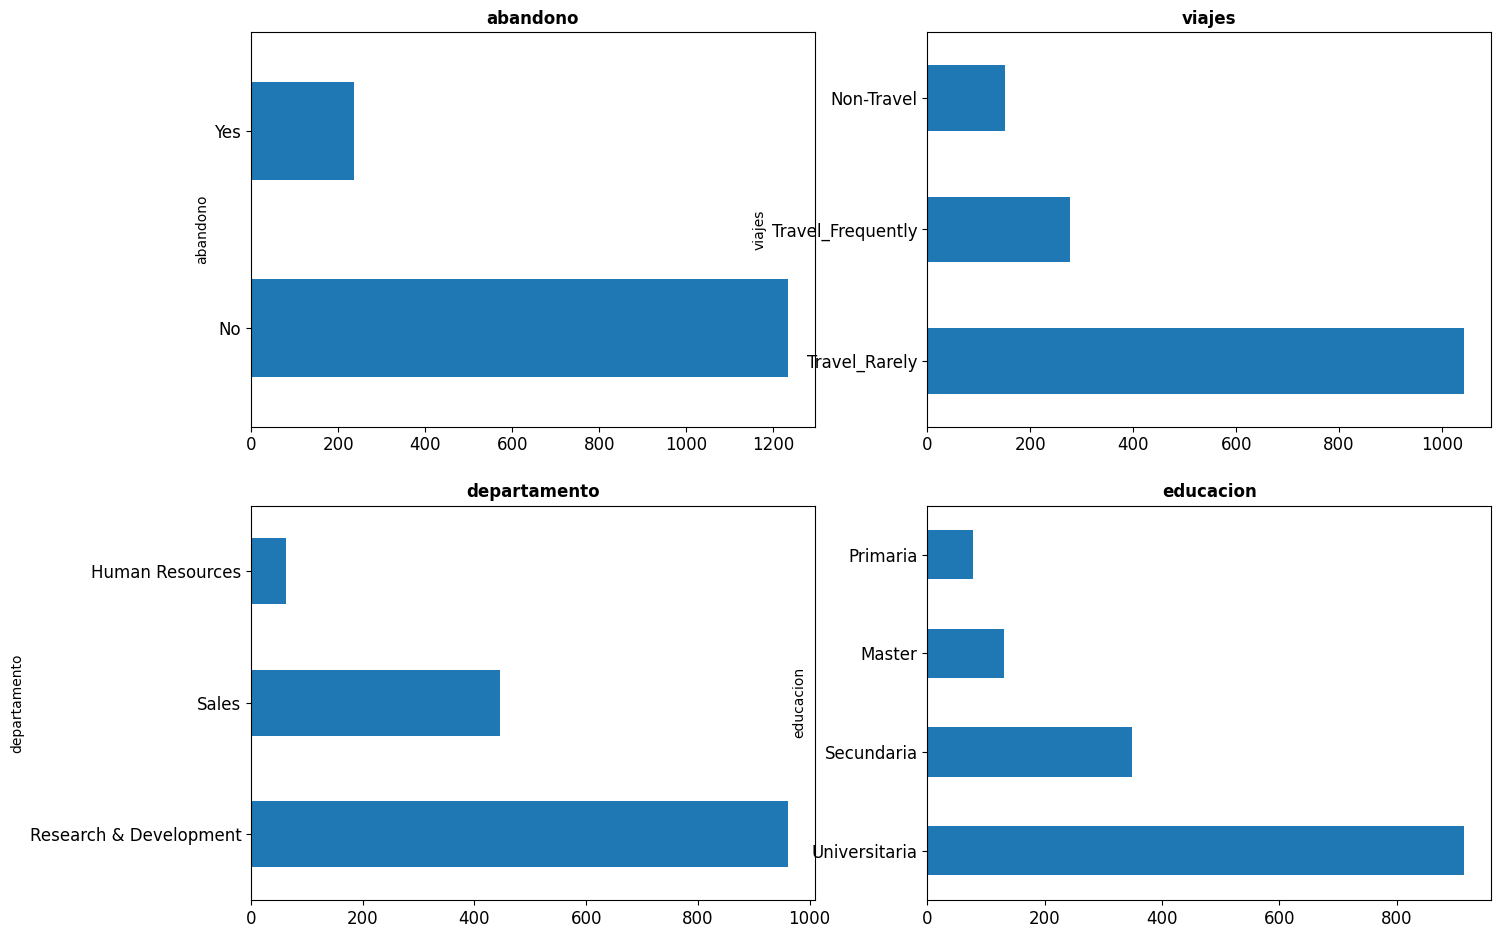 abandono
Yes
abandono
No
0 200 400 600 800 1000 1200
viajes
Non-Travel
viajes
Travel_Frequently
Travel_Rarely
0 200 400 600 800 1000
departamento
Human Resources
departamento
Sales
Research & Development
0 200 400 600 800 1000
educacion
Primaria
Master
educacion
Secundaria
Universitaria
0 200 400 600 800